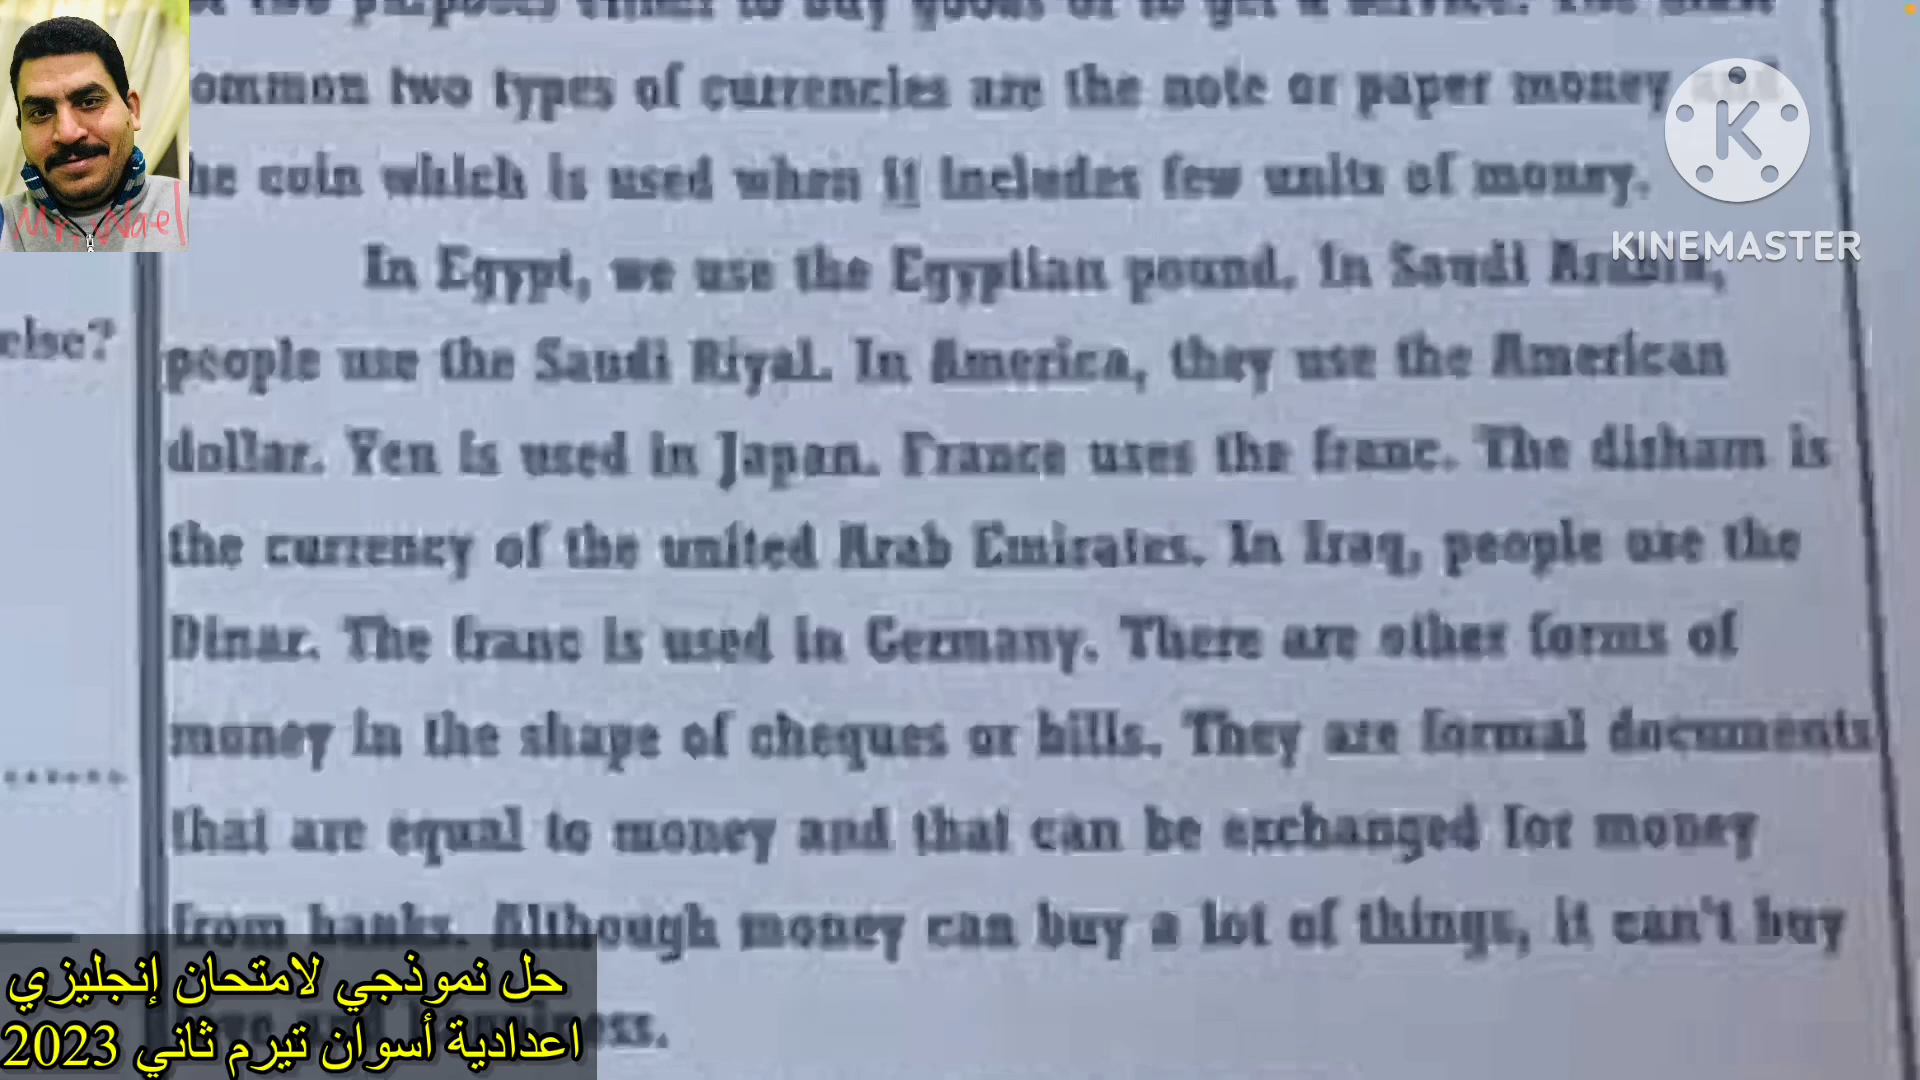 common two types of currencies are the note or paper money and
the coin which is used when it includes few units of money.
In Egypt, we use the Egyptian pound. In Saudi Arabia,
people use the Saudi Riyal. In America, they use the American
dollar. Yen is used in Japan. France uses the franc. The disham is
the currency of the united Arab Emirates. In Iraq, people use the
Dinar. The franc is used in Germany. There are other forms of
money in the shape of cheques or bills. They are formal documents
that are equal to money and that can be exchanged for money
from banks. Although money can buy a lot of things, it can't buy
else?
Mr. Wael
KINEMASTER
حل نموذجي لامتحان إنجليزي
اعدادية أسوان تيرم ثاني 2023